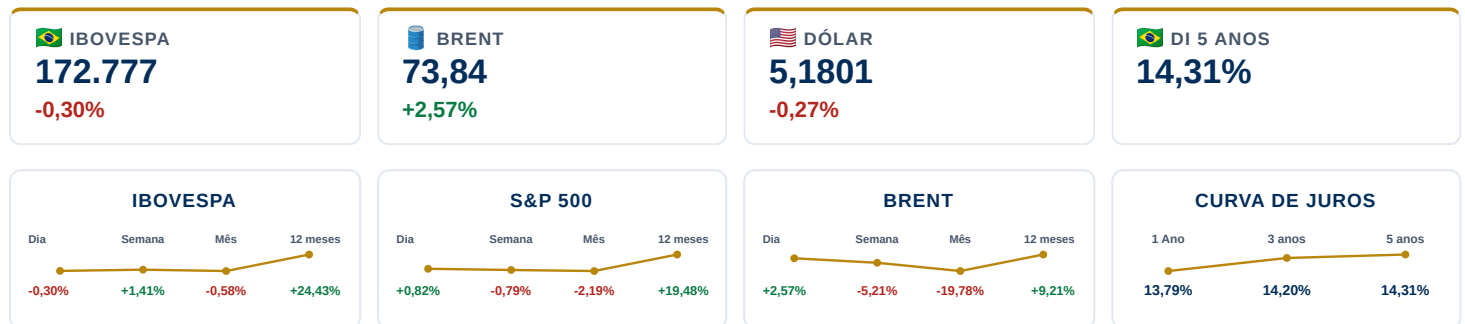 IBOVESPA
172.777
-0,30%
BRENT
73,84
+2,57%
DÓLAR
5,1801
-0,27%
DI 5 ANOS
14,31%
IBOVESPA
Dia Semana Mês 12 meses
-0,30% +1,41% -0,58% +24,43%
S&P 500
Dia Semana Mês 12 meses
+0,82% -0,79% -2,19% +19,48%
BRENT
Dia Semana Mês 12 meses
+2,57% -5,21% -19,78% +9,21%
CURVA DE JUROS
1 Ano 3 anos 5 anos
13,79% 14,20% 14,31%